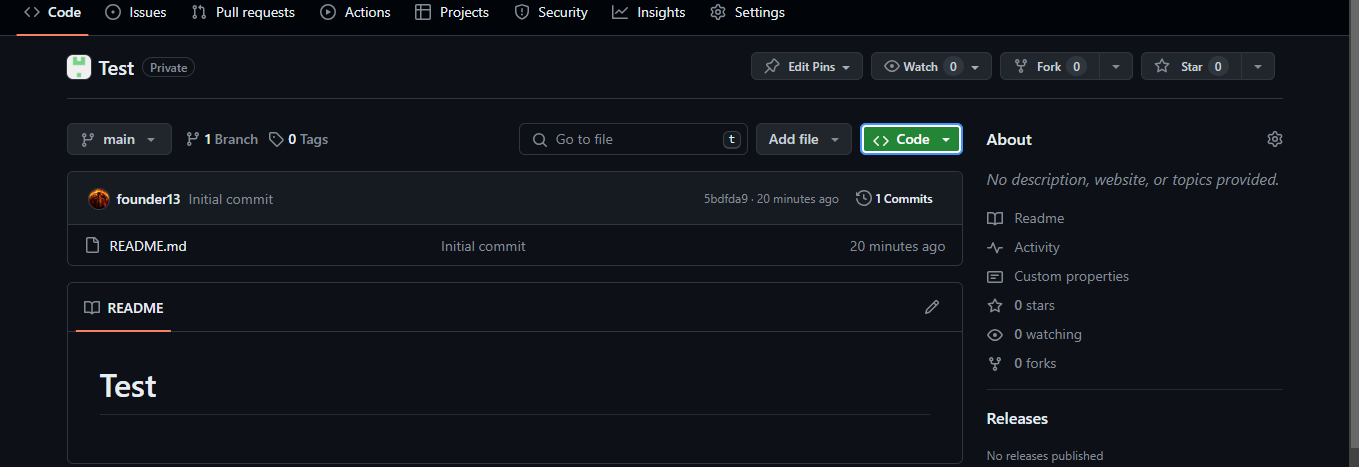 Code Issues Pull requests Actions Projects Security Insights Settings
Test Private Edit Pins Watch 0 Fork 0 Star 0
main 1 Branch 0 Tags Go to file t Add file Code
founder13 Initial commit 5bdfda9 · 20 minutes ago 1 Commits
README.md Initial commit 20 minutes ago
README
Test
About
No description, website, or topics provided.
Readme
Activity
Custom properties
0 stars
0 watching
0 forks
Releases
No releases published